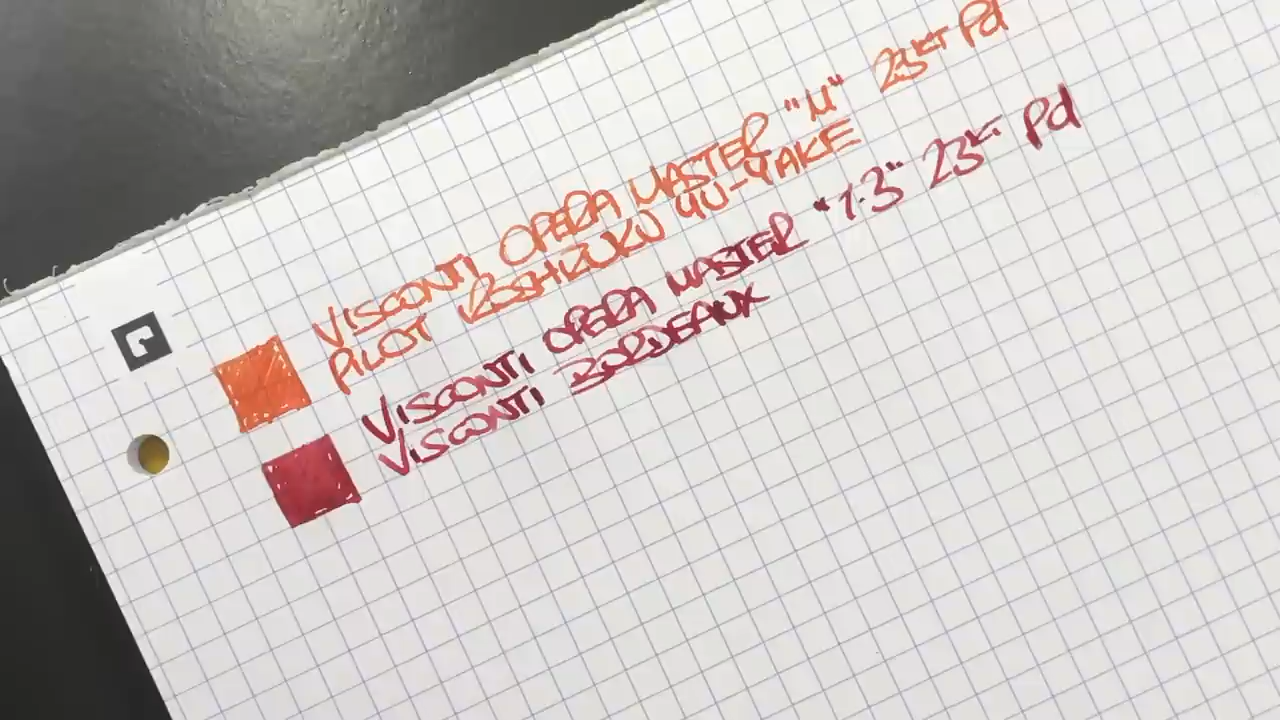 VISCONTI OPERA MASTER "M" 23KT Pd
PILOT IROSHIZUKU YU-YAKE
VISCONTI OPERA MASTER "1.3" 23KT Pd
VISCONTI BORDEAUX